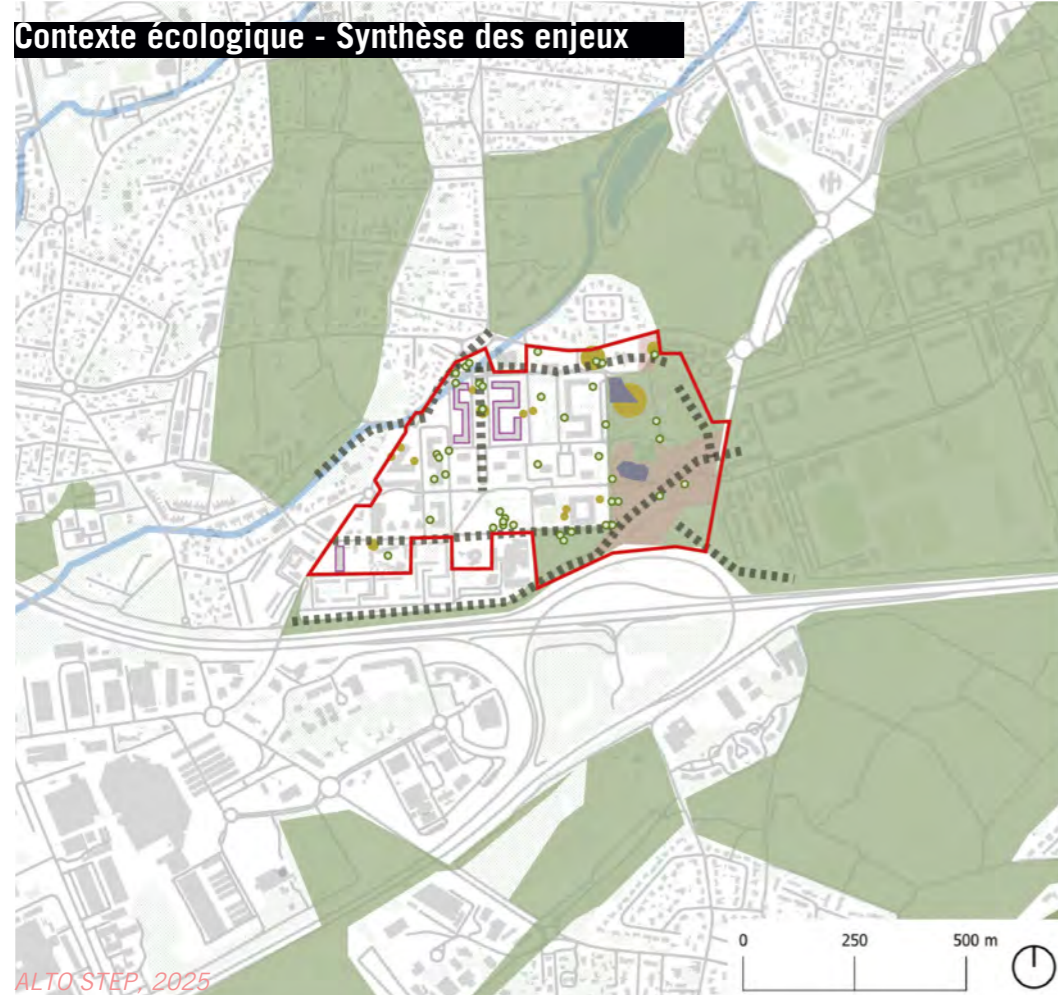 Contexte écologique - Synthèse des enjeux
0 250 500 m
ALTO STEP, 2025